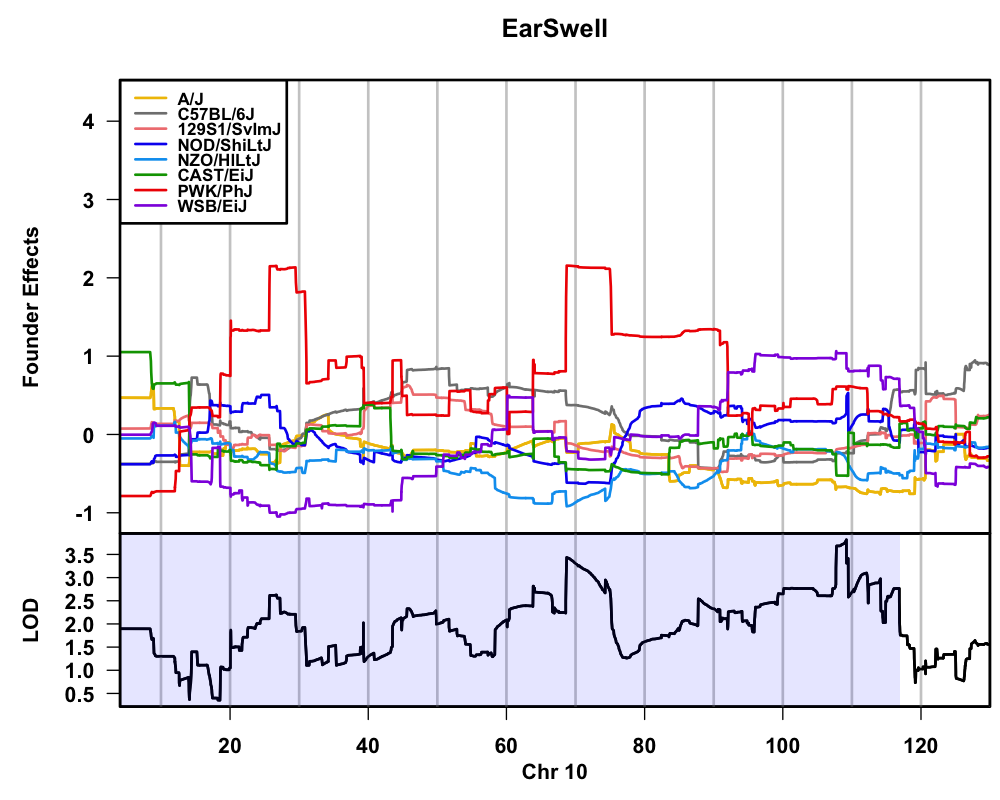 EarSwell
A/J
C57BL/6J
129S1/SvImJ
NOD/ShiLtJ
NZO/HlLtJ
CAST/EiJ
PWK/PhJ
WSB/EiJ
Founder Effects
4
3
2
1
0
-1
LOD
3.5
3.0
2.5
2.0
1.5
1.0
0.5
20 40 60 80 100 120
Chr 10